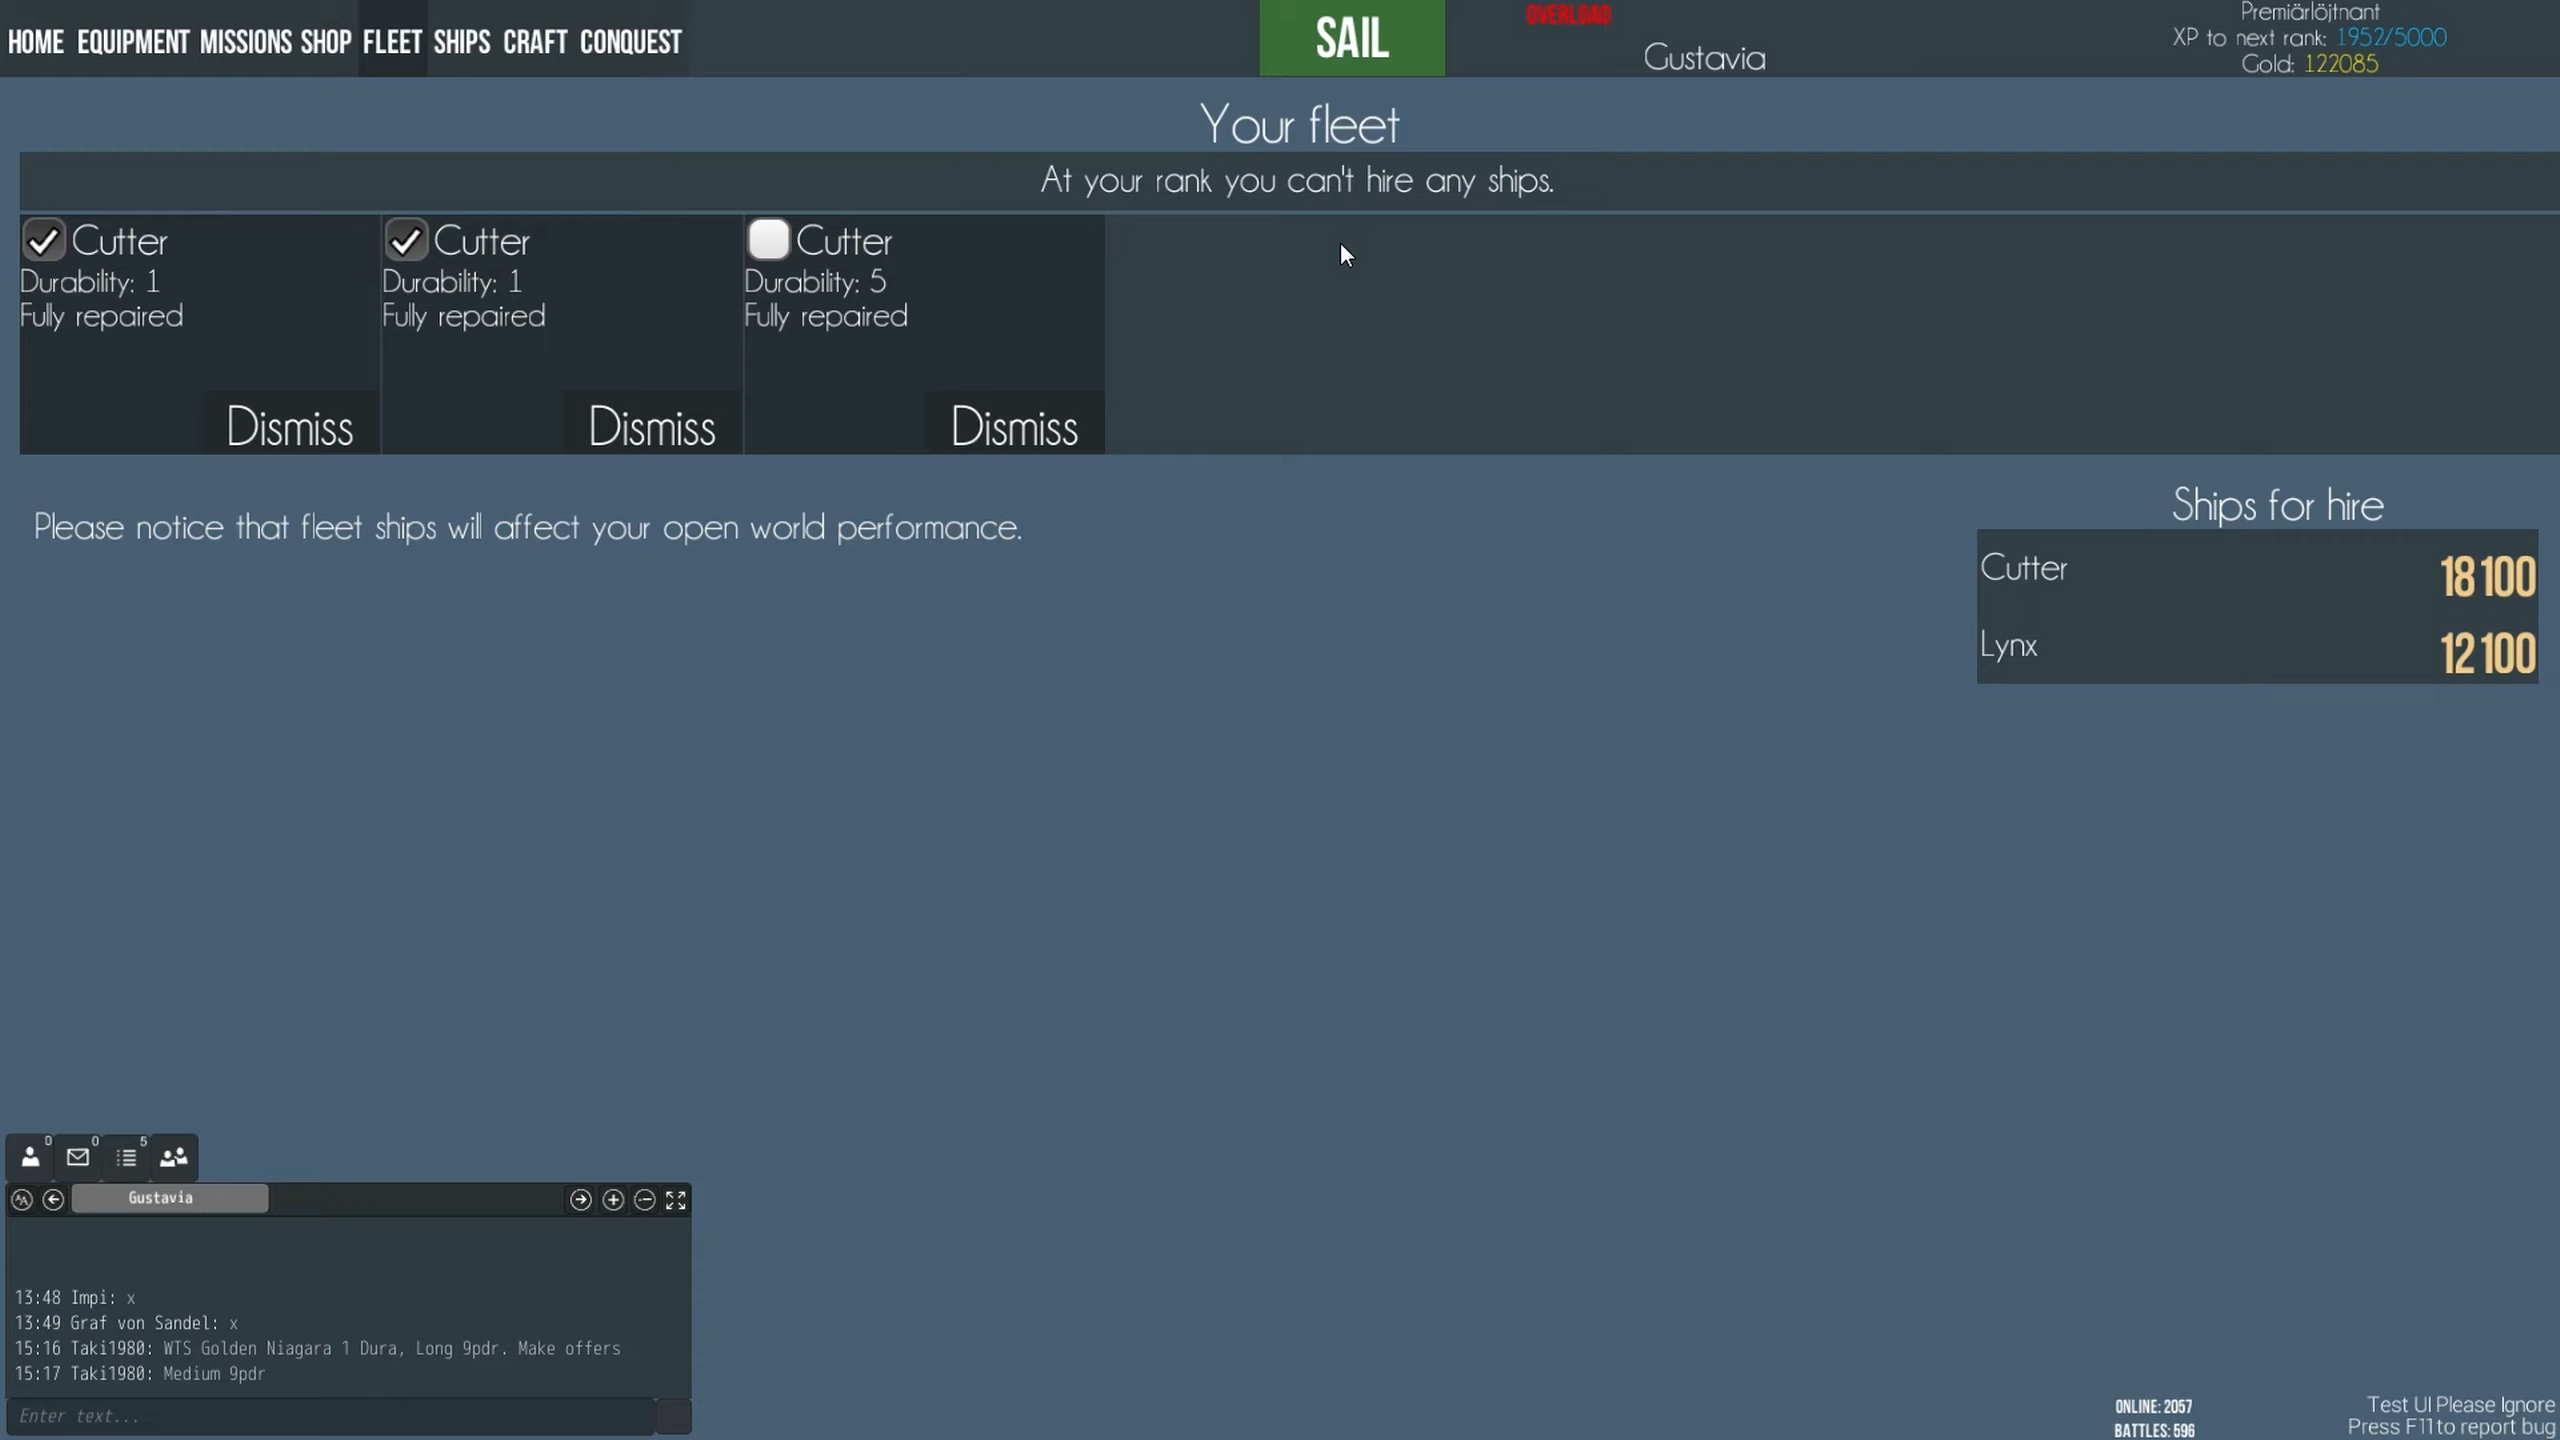 HOME EQUIPMENT MISSIONS SHOP FLEET SHIPS CRAFT CONQUEST
SAIL
OVERLOAD
Gustavia
Premiärlöjtnant
XP to next rank: 1952/5000
Gold: 122085
Your fleet
At your rank you can't hire any ships.
Cutter
Durability: 1
Fully repaired
Dismiss
Cutter
Durability: 1
Fully repaired
Dismiss
Cutter
Durability: 5
Fully repaired
Dismiss
Please notice that fleet ships will affect your open world performance.
Ships for hire
Cutter 18 100
Lynx 12 100
0 0 5
Gustavia
13:48 Impi: x
13:49 Graf von Sandel: x
15:16 Taki1980: WTS Golden Niagara 1 Dura, Long 9pdr. Make offers
15:17 Taki1980: Medium 9pdr
Enter text...
ONLINE: 2057
BATTLES: 596
Test UI Please Ignore
Press F11 to report bug